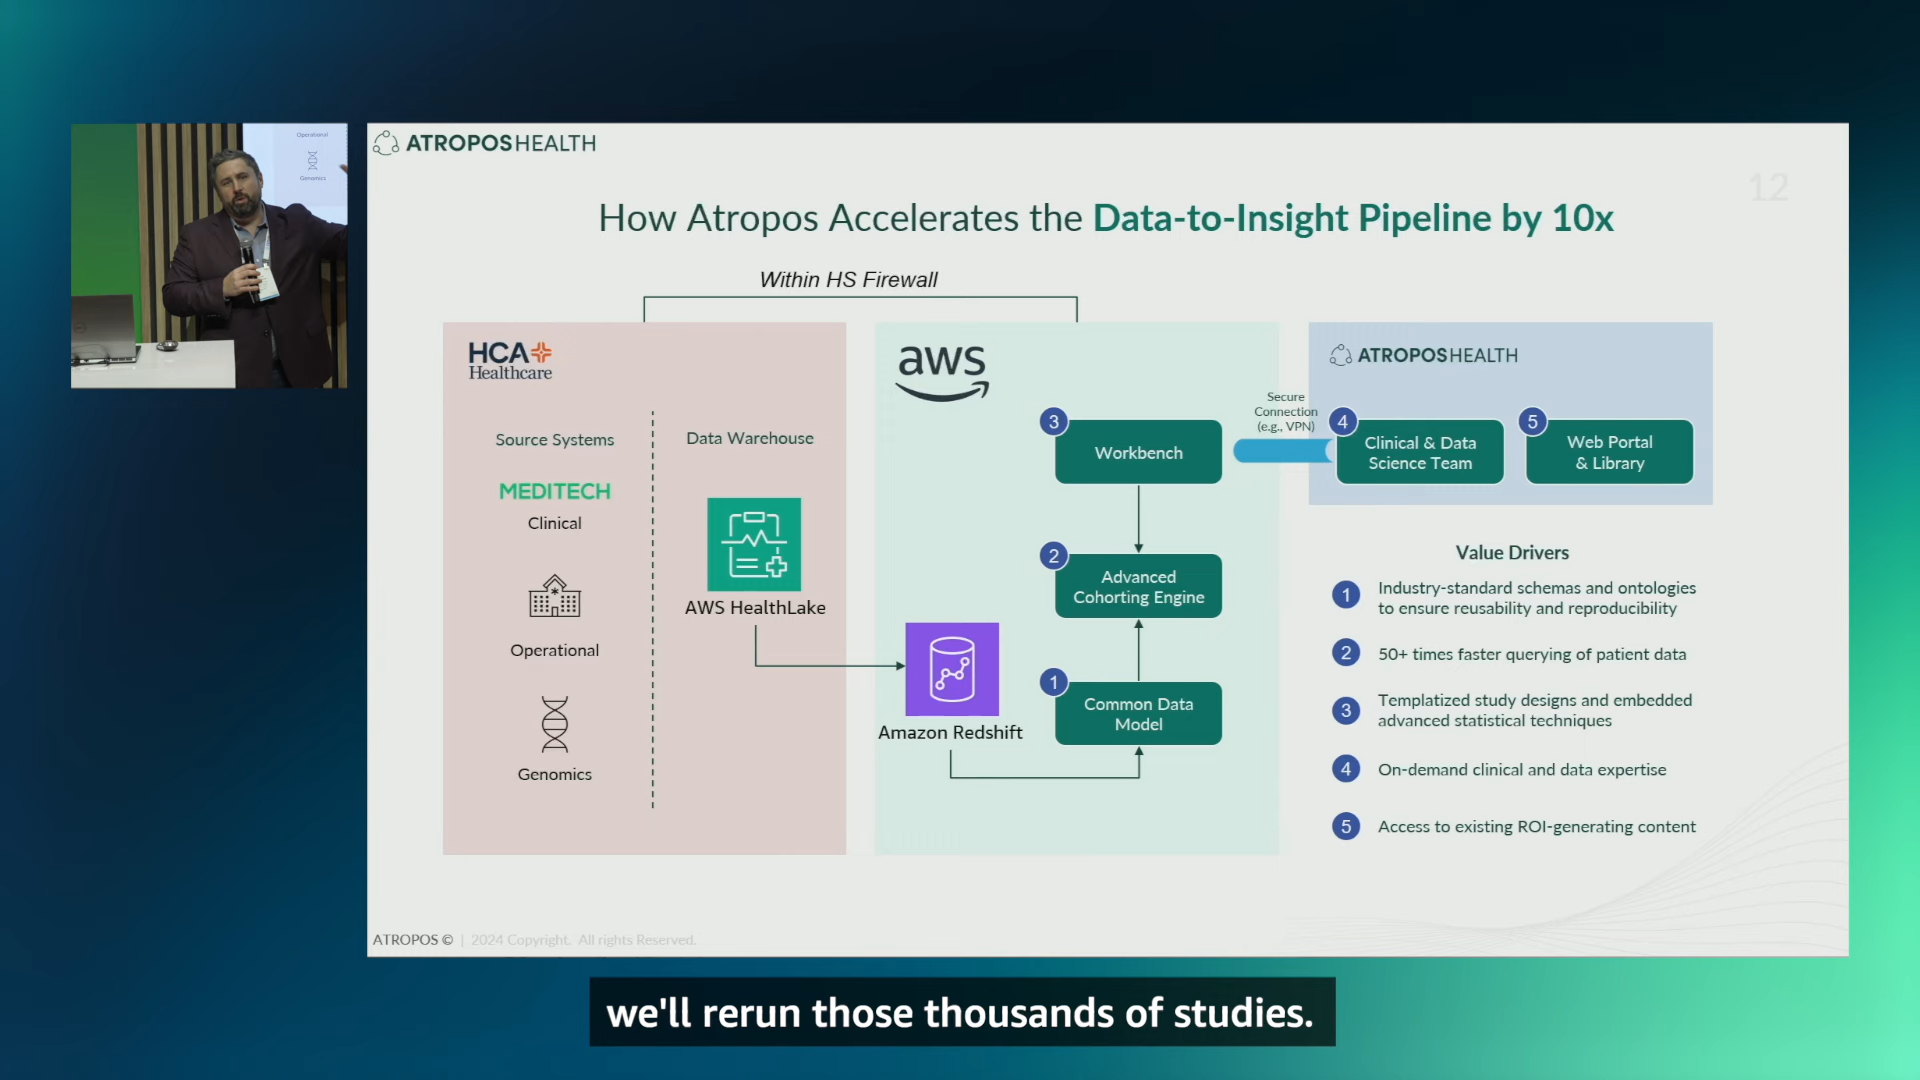 Operational
Genomics
ATROPOSHEALTH
12
How Atropos Accelerates the Data-to-Insight Pipeline by 10x
Within HS Firewall
HCA
Healthcare
Source Systems
Data Warehouse
MEDITECH
Clinical
Operational
Genomics
AWS HealthLake
aws
Amazon Redshift
3
Workbench
2
Advanced
Cohorting Engine
1
Common Data
Model
Secure
Connection
(e.g., VPN)
ATROPOSHEALTH
4
Clinical & Data
Science Team
5
Web Portal
& Library
Value Drivers
1
Industry-standard schemas and ontologies
to ensure reusability and reproducibility
2
50+ times faster querying of patient data
3
Templatized study designs and embedded
advanced statistical techniques
4
On-demand clinical and data expertise
5
Access to existing ROI-generating content
ATROPOS © | 2024 Copyright. All rights Reserved.
we'll rerun those thousands of studies.